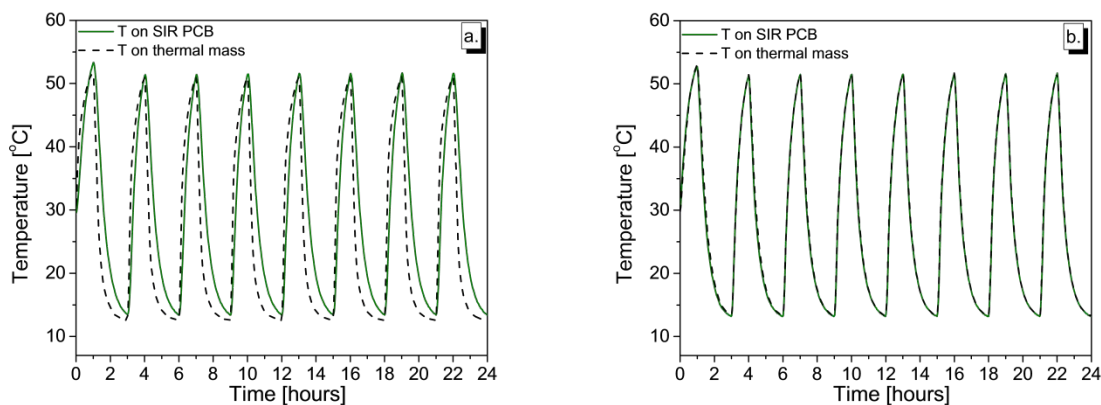 60
50
40
30
20
10
Temperature [°C]
T on SIR PCB
T on thermal mass
a.
0 2 4 6 8 10 12 14 16 18 20 22 24
Time [hours]
60
50
40
30
20
10
Temperature [°C]
T on SIR PCB
T on thermal mass
b.
0 2 4 6 8 10 12 14 16 18 20 22 24
Time [hours]